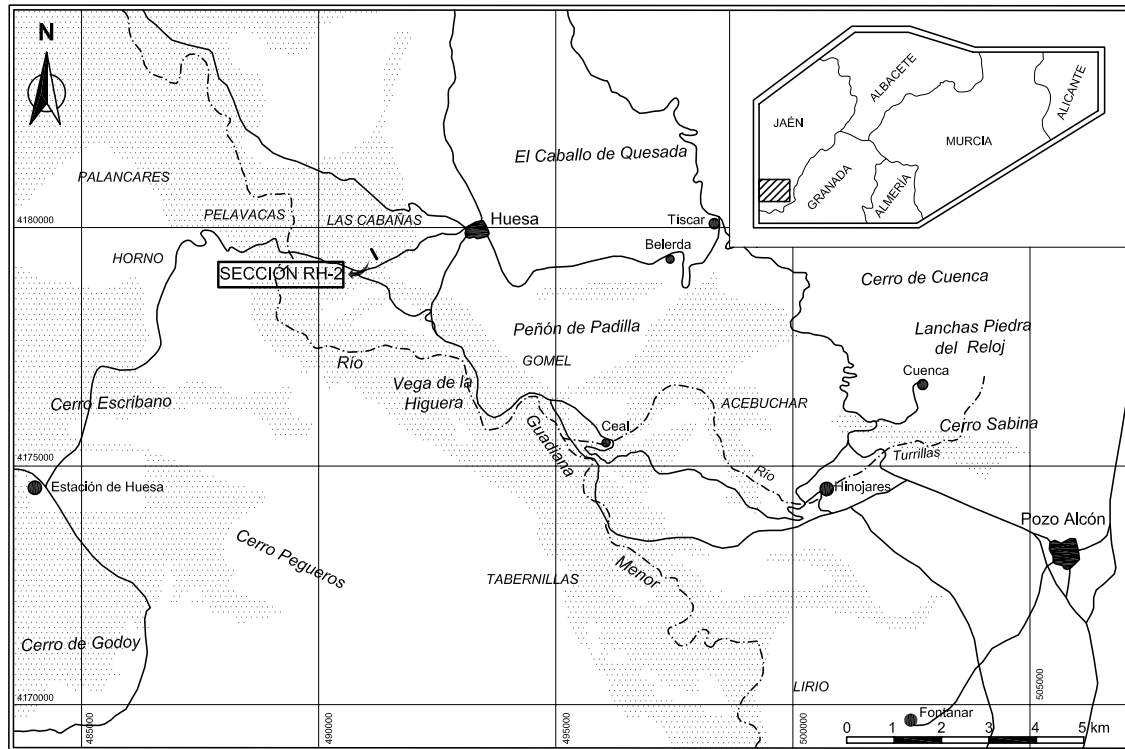 N
ALBACETE
ALICANTE
JAÉN
MURCIA
GRANADA
ALMERÍA
El Caballo de Quesada
PALANCARES
4180000
PELAVACAS
LAS CABAÑAS
Huesa
Tiscar
Belerda
HORNO
SECCIÓN RH-2
Cerro de Cuenca
Peñón de Padilla
Lanchas Piedra
del Reloj
GOMEL
Río
Cuenca
Vega de la
Higuera
Cerro Escribano
ACEBUCHAR
Cerro Sabina
Ceal
Guadiana
4175000
Turrillas
Río
Estación de Huesa
Hinojares
Pozo Alcón
Cerro Pegueros
TABERNILLAS
Menor
Cerro de Godoy
LIRIO
4170000
485000
490000
495000
500000
505000
Fontanar
0 1 2 3 4 5 km